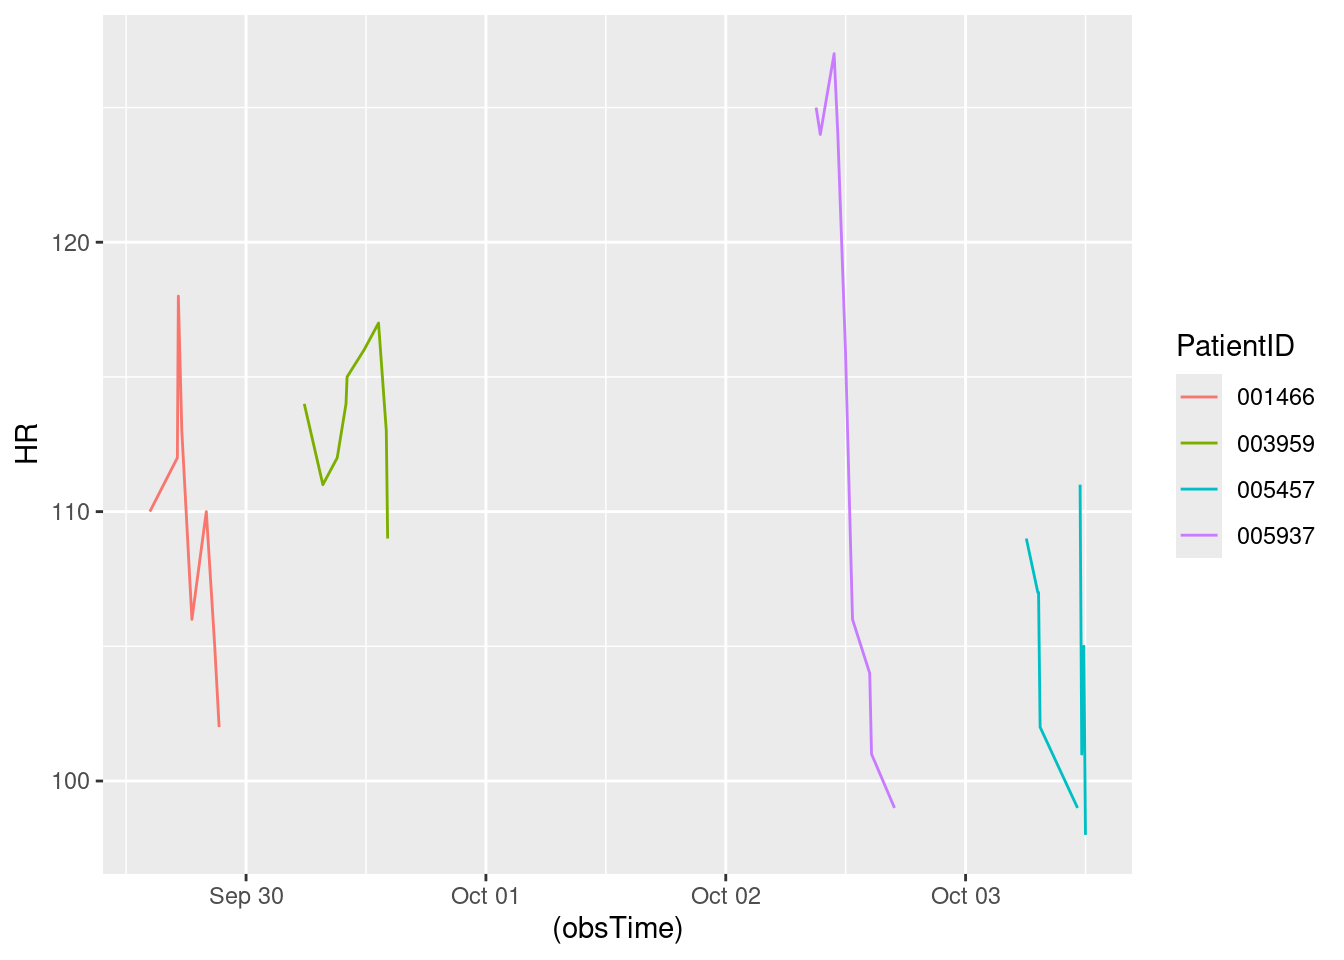 HR
120
110
100
Sep 30
Oct 01
Oct 02
Oct 03
(obsTime)
PatientID
001466
003959
005457
005937